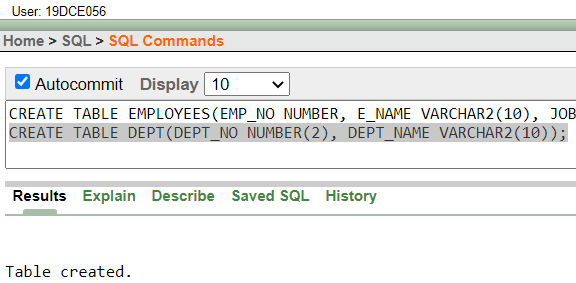 User: 19DCE056
Home > SQL > SQL Commands
Autocommit Display 10
CREATE TABLE EMPLOYEES(EMP_NO NUMBER, E_NAME VARCHAR2(10), JOB
CREATE TABLE DEPT(DEPT_NO NUMBER(2), DEPT_NAME VARCHAR2(10));
Results Explain Describe Saved SQL History
Table created.